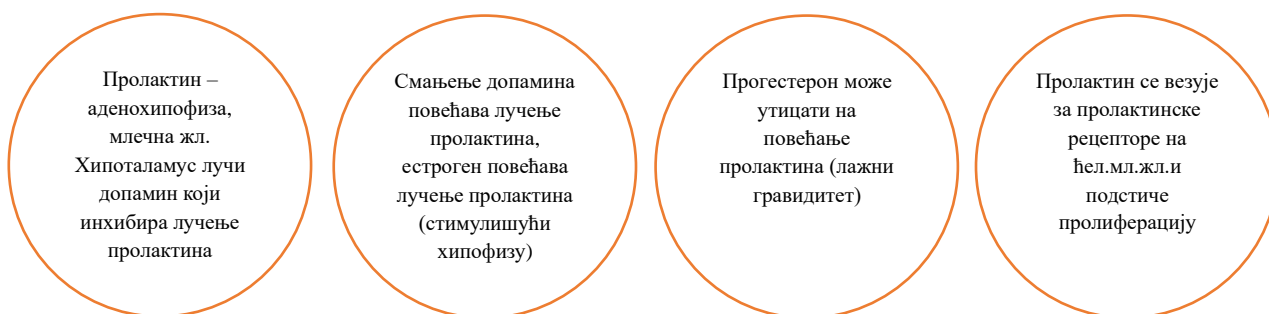 Пролактин –
аденохипофиза,
млечна жл.
Хипоталамус лучи
допамин који
инхибира лучење
пролактина
Смањење допамина
повећава лучење
пролактина,
естроген повећава
лучење пролактина
(стимулишући
хипофизу)
Прогестерон може
утицати на
повећање
пролактина (лажни
гравидитет)
Пролактин се везује
за пролактинске
рецепторе на
ћел.мл.жл.и
подстиче
пролиферацију